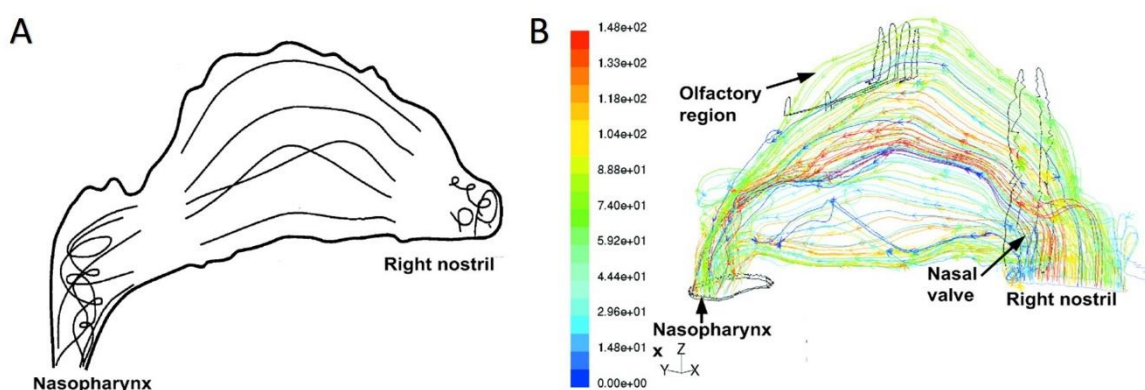 A
Right nostril
Nasopharynx
B
1.48e+02
1.33e+02
1.18e+02
1.04e+02
8.88e+01
7.40e+01
5.92e+01
4.44e+01
2.96e+01
1.48e+01
0.00e+00
Olfactory
region
Nasal
valve
Right nostril
Nasopharynx
x
Z
Y
X